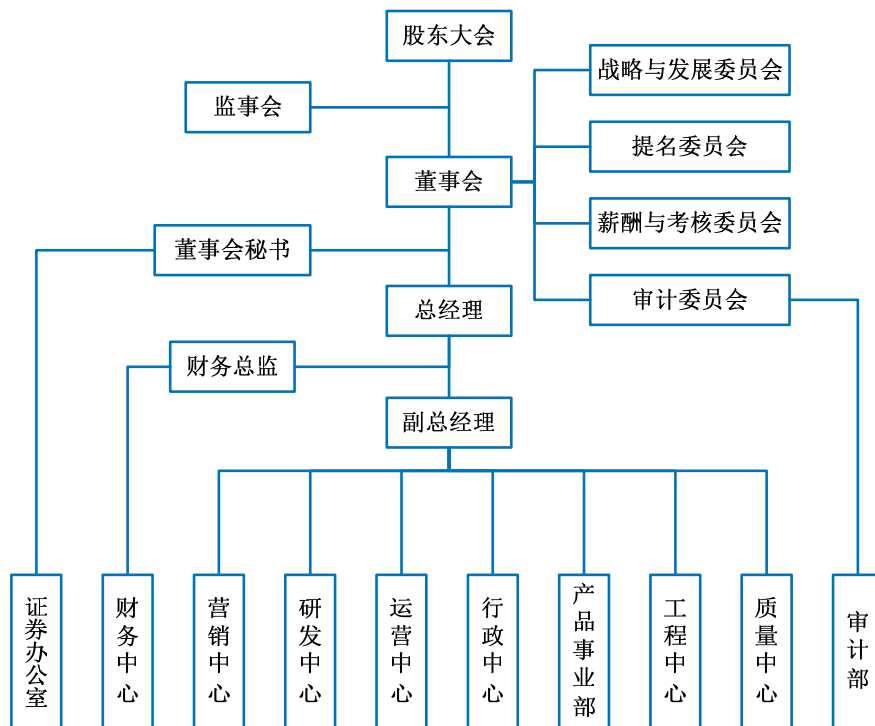 股东大会
战略与发展委员会
监事会
提名委员会
董事会
薪酬与考核委员会
董事会秘书
审计委员会
总经理
财务总监
副总经理
证券办公室
财务中心
营销中心
研发中心
运营中心
行政中心
产品事业部
工程中心
质量中心
审计部